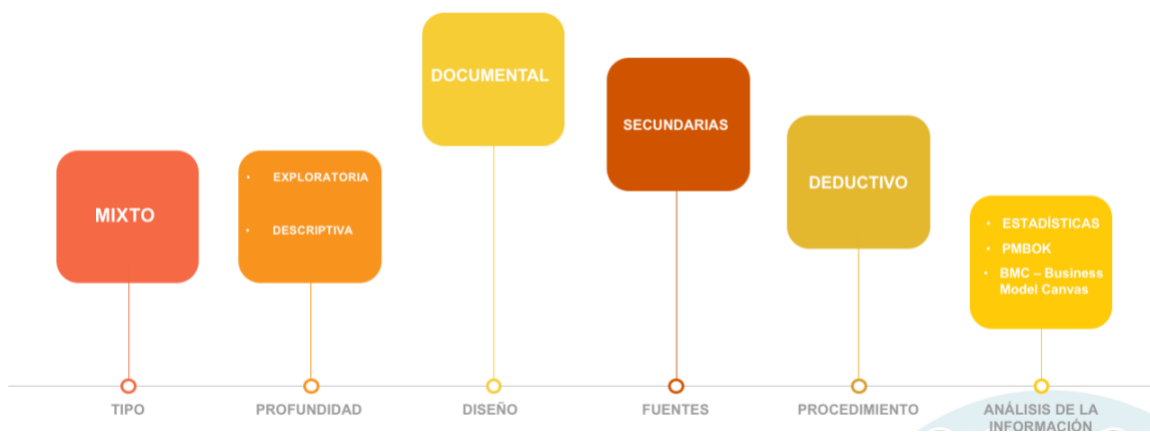 MIXTO
• EXPLORATORIA
• DESCRIPTIVA
DOCUMENTAL
SECUNDARIAS
DEDUCTIVO
• ESTADÍSTICAS
• PMBOK
• BMC – Business
Model Canvas
TIPO
PROFUNDIDAD
DISEÑO
FUENTES
PROCEDIMIENTO
ANÁLISIS DE LA
INFORMACIÓN